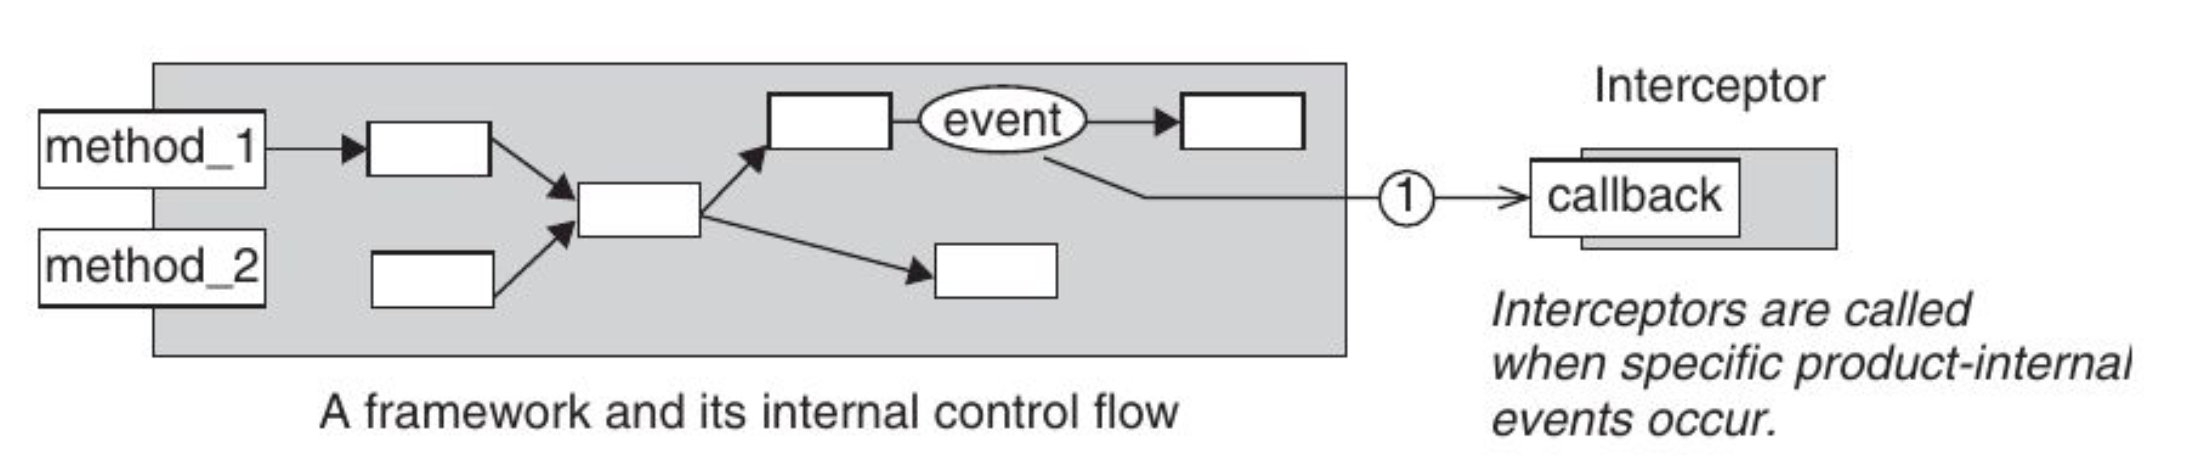 Interceptor
method_1
event
method_2
1
callback
Interceptors are called
when specific product-internal
events occur.
A framework and its internal control flow